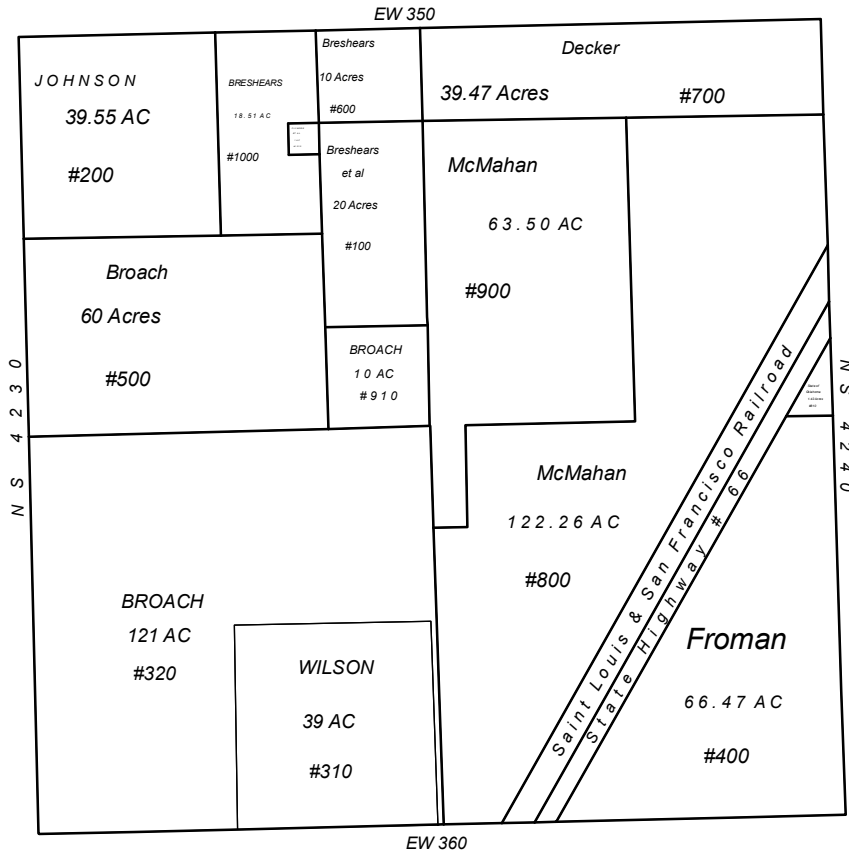 EW 350
JOHNSON
39.55 AC
#200
BRESHEARS
18.51 AC
#1000
Breshears
10 Acres
#600
Decker
39.47 Acres
#700
Breshears
et al
20 Acres
#100
McMahan
63.50 AC
#900
Broach
60 Acres
#500
BROACH
10 AC
#910
NS 4230
NS 4240
McMahan
122.26 AC
#800
Saint Louis & San Francisco Railroad
State Highway # 66
BROACH
121 AC
#320
WILSON
39 AC
#310
Froman
66.47 AC
#400
EW 360